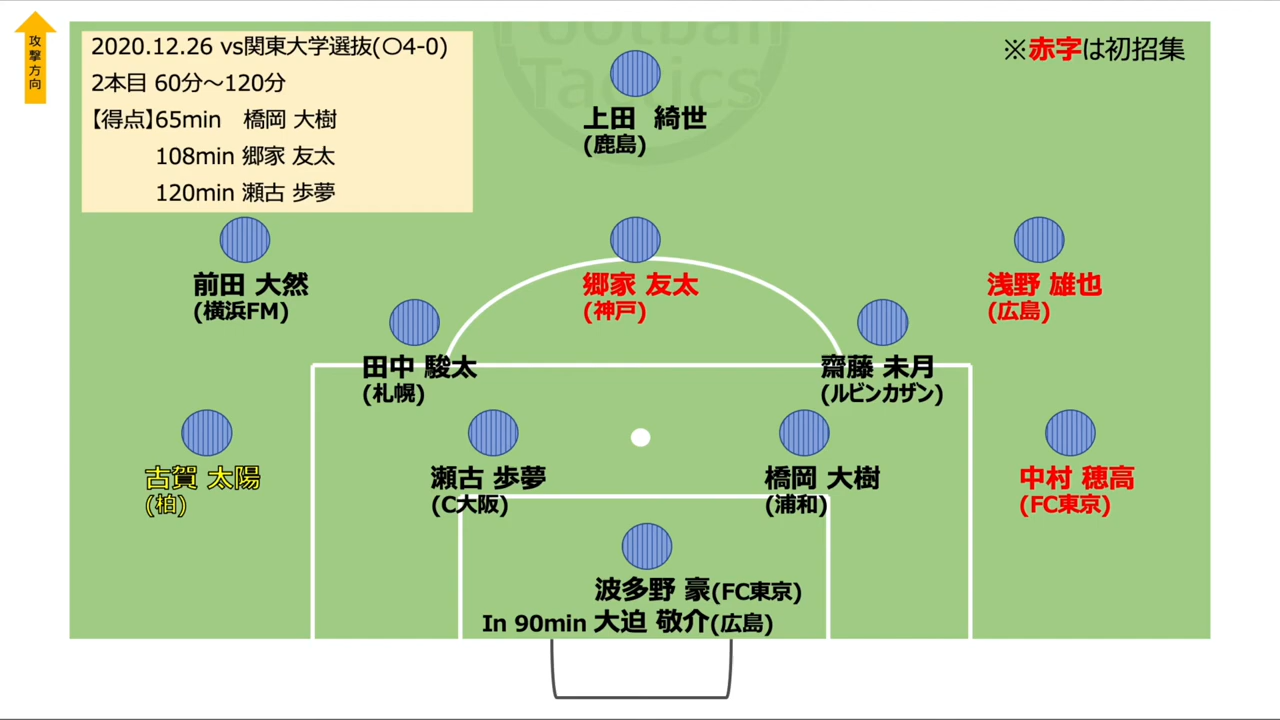 攻撃方向
2020.12.26 vs関東大学選抜(〇4-0)
2本目 60分～120分
【得点】65min 橋岡 大樹
108min 郷家 友太
120min 瀬古 歩夢
※赤字は初招集
Football
Tactics
上田 綺世
(鹿島)
前田 大然
(横浜FM)
郷家 友太
(神戸)
浅野 雄也
(広島)
田中 駿太
(札幌)
齋藤 未月
(ルビンカザン)
古賀 太陽
(柏)
瀬古 歩夢
(C大阪)
橋岡 大樹
(浦和)
中村 穂高
(FC東京)
波多野 豪(FC東京)
In 90min 大迫 敬介(広島)